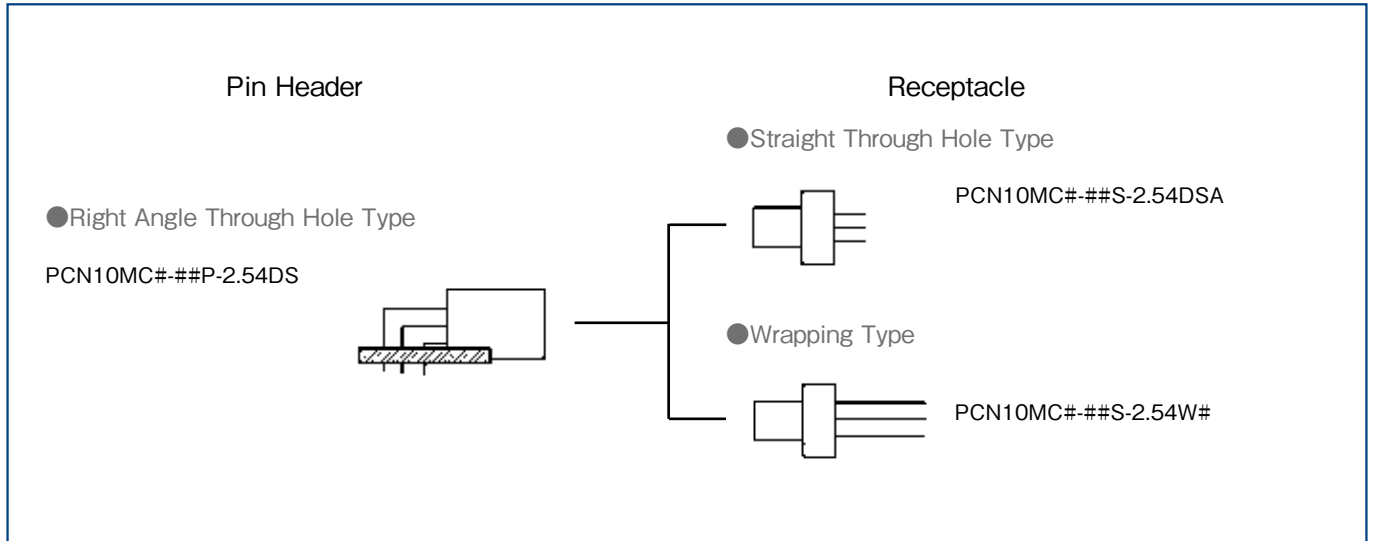 Pin Header
●Right Angle Through Hole Type
PCN10MC#-##P-2.54DS
Receptacle
●Straight Through Hole Type
PCN10MC#-##S-2.54DSA
●Wrapping Type
PCN10MC#-##S-2.54W#